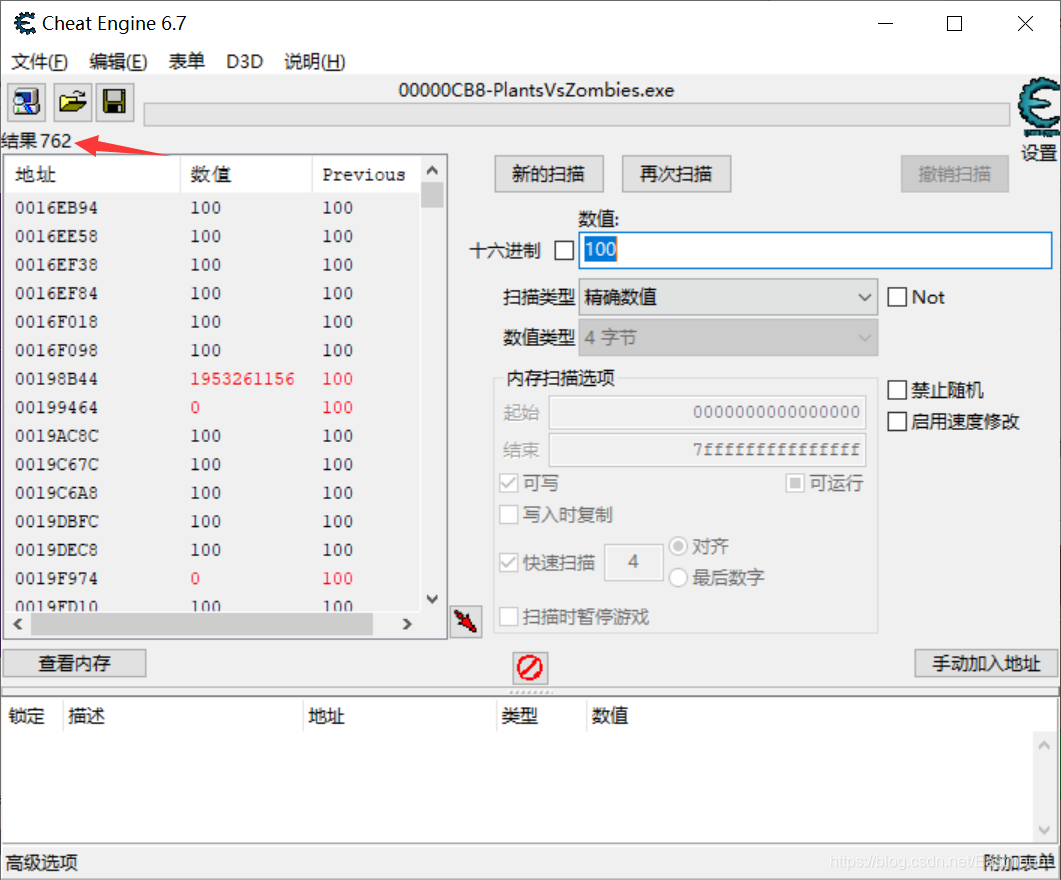 Cheat Engine 6.7
文件(F) 编辑(E) 表单 D3D 说明(H)
00000CB8-PlantsVsZombies.exe
结果762
设置
地址 数值 Previous
0016EB94 100 100
0016EE58 100 100
0016EF38 100 100
0016EF84 100 100
0016F018 100 100
0016F098 100 100
00198B44 1953261156 100
00199464 0 100
0019AC8C 100 100
0019C67C 100 100
0019C6A8 100 100
0019DBFC 100 100
0019DEC8 100 100
0019F974 0 100
0019FD10 100 100
新的扫描 再次扫描 撤销扫描
数值:
十六进制 100
扫描类型 精确数值 Not
数值类型 4 字节
内存扫描选项
起始 0000000000000000
结束 7fffffffffffffff
可写 可运行
写入时复制
快速扫描 4 对齐
最后数字
扫描时暂停游戏
禁止随机
启用速度修改
查看内存 手动加入地址
锁定 描述 地址 类型 数值
高级选项 附加表单
https://blog.csdn.net/